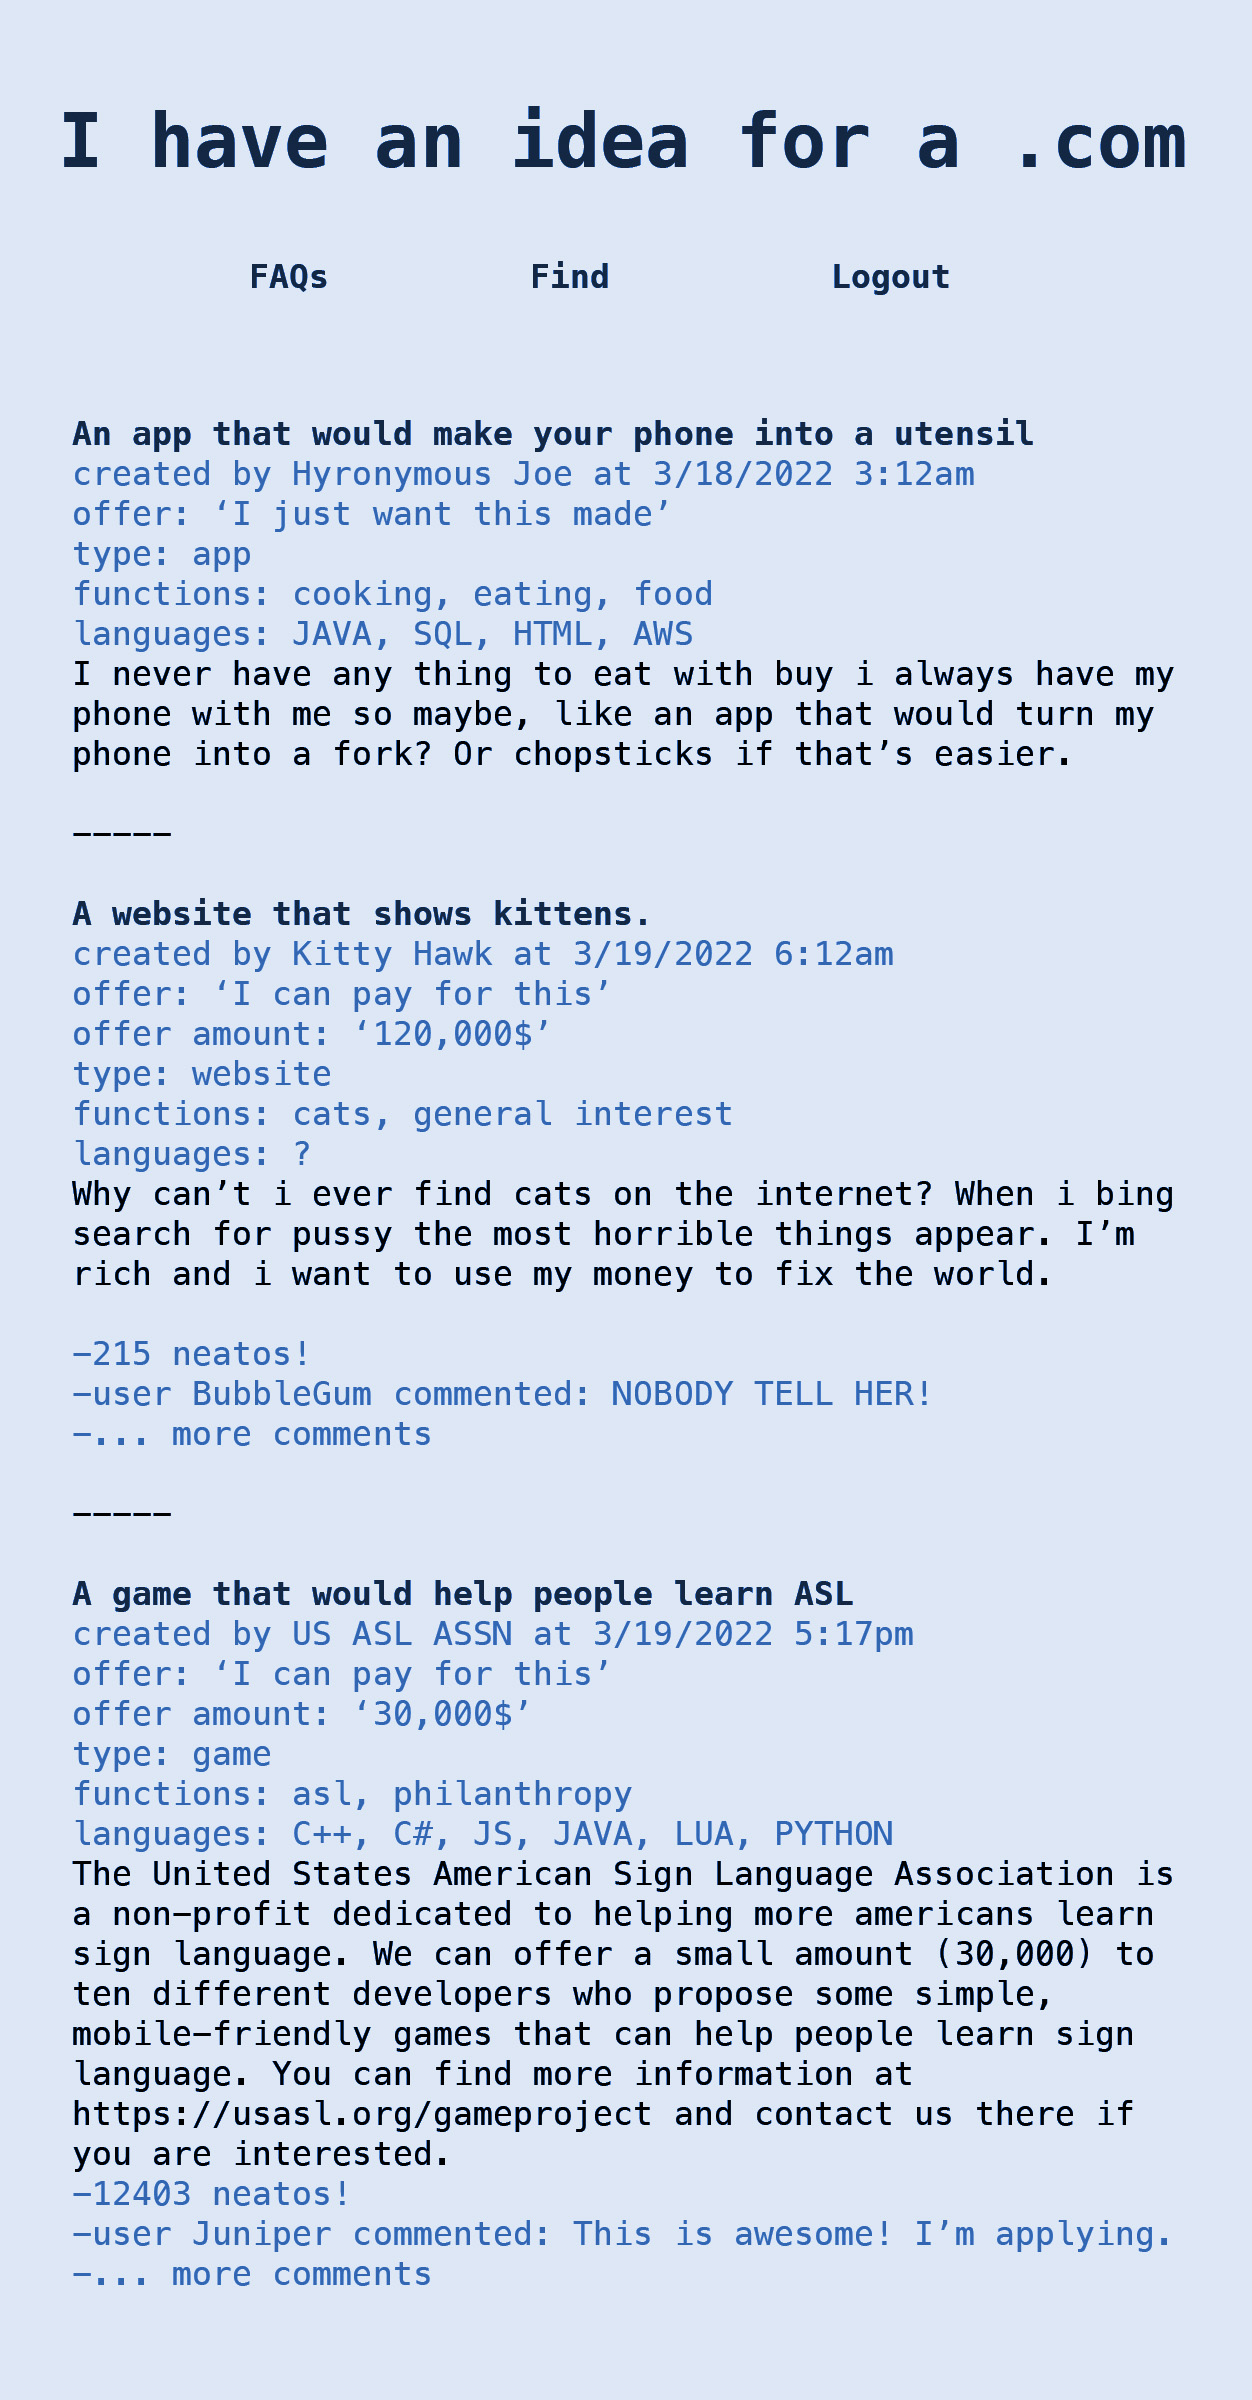 I have an idea for a .com
FAQs Find Logout
An app that would make your phone into a utensil
created by Hyronymous Joe at 3/18/2022 3:12am
offer: ‘I just want this made’
type: app
functions: cooking, eating, food
languages: JAVA, SQL, HTML, AWS
I never have any thing to eat with buy i always have my
phone with me so maybe, like an app that would turn my
phone into a fork? Or chopsticks if that’s easier.
–––––
A website that shows kittens.
created by Kitty Hawk at 3/19/2022 6:12am
offer: ‘I can pay for this’
offer amount: ‘120,000$’
type: website
functions: cats, general interest
languages: ?
Why can’t i ever find cats on the internet? When i bing
search for pussy the most horrible things appear. I’m
rich and i want to use my money to fix the world.
–215 neatos!
–user BubbleGum commented: NOBODY TELL HER!
–... more comments
–––––
A game that would help people learn ASL
created by US ASL ASSN at 3/19/2022 5:17pm
offer: ‘I can pay for this’
offer amount: ‘30,000$’
type: game
functions: asl, philanthropy
languages: C++, C#, JS, JAVA, LUA, PYTHON
The United States American Sign Language Association is
a non–profit dedicated to helping more americans learn
sign language. We can offer a small amount (30,000) to
ten different developers who propose some simple,
mobile–friendly games that can help people learn sign
language. You can find more information at
https://usasl.org/gameproject and contact us there if
you are interested.
–12403 neatos!
–user Juniper commented: This is awesome! I’m applying.
–... more comments